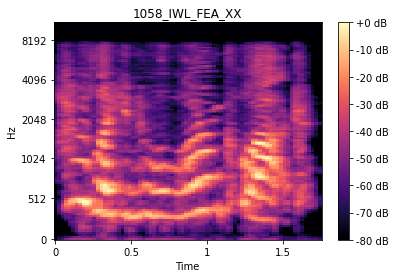 1058_IWL_FEA_XX
8192
4096
2048
1024
512
0
Hz
0
0.5
1
1.5
Time
+0 dB
-10 dB
-20 dB
-30 dB
-40 dB
-50 dB
-60 dB
-70 dB
-80 dB